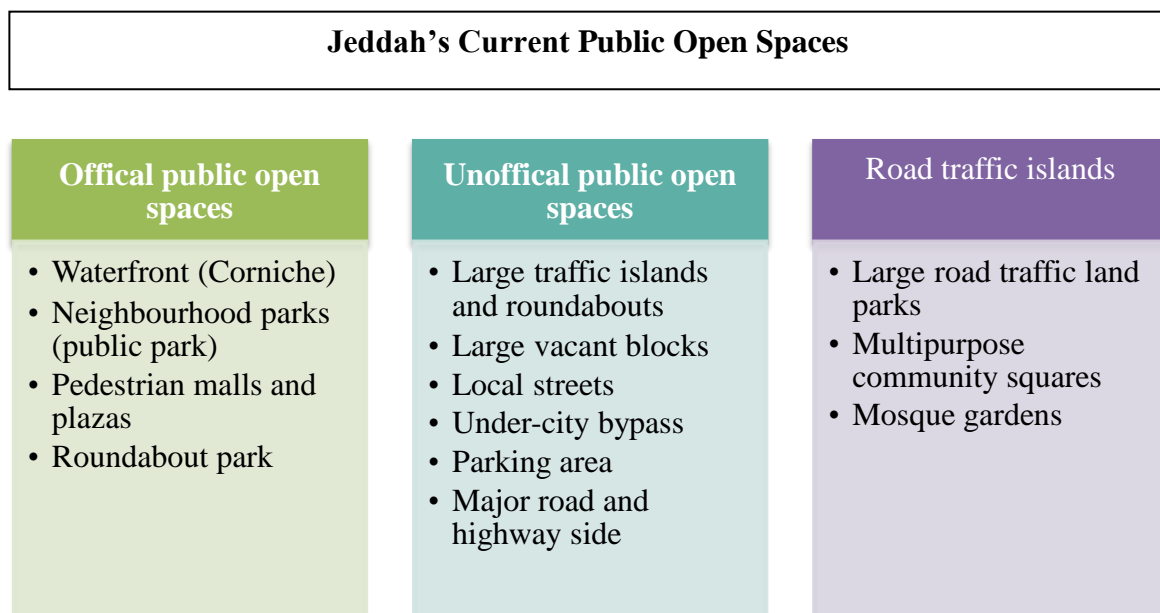 Jeddah's Current Public Open Spaces
Offical public open
spaces
• Waterfront (Corniche)
• Neighbourhood parks
(public park)
• Pedestrian malls and
plazas
• Roundabout park
Unoffical public open
spaces
• Large traffic islands
and roundabouts
• Large vacant blocks
• Local streets
• Under-city bypass
• Parking area
• Major road and
highway side
Road traffic islands
• Large road traffic land
parks
• Multipurpose
community squares
• Mosque gardens